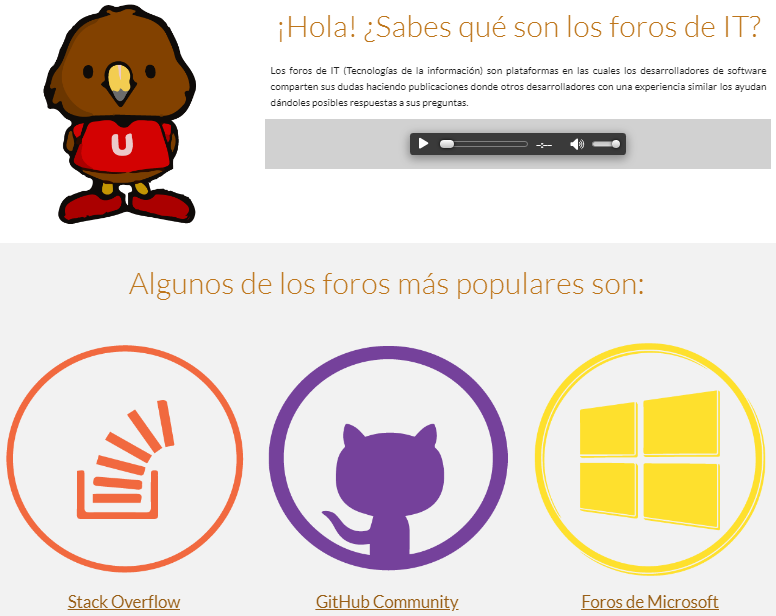 ¡Hola! ¿Sabes qué son los foros de IT?
Los foros de IT (Tecnologías de la información) son plataformas en las cuales los desarrolladores de software
comparten sus dudas haciendo publicaciones donde otros desarrolladores con una experiencia similar los ayudan
dándoles posibles respuestas a sus preguntas.
U
--:--
Algunos de los foros más populares son:
Stack Overflow
GitHub Community
Foros de Microsoft